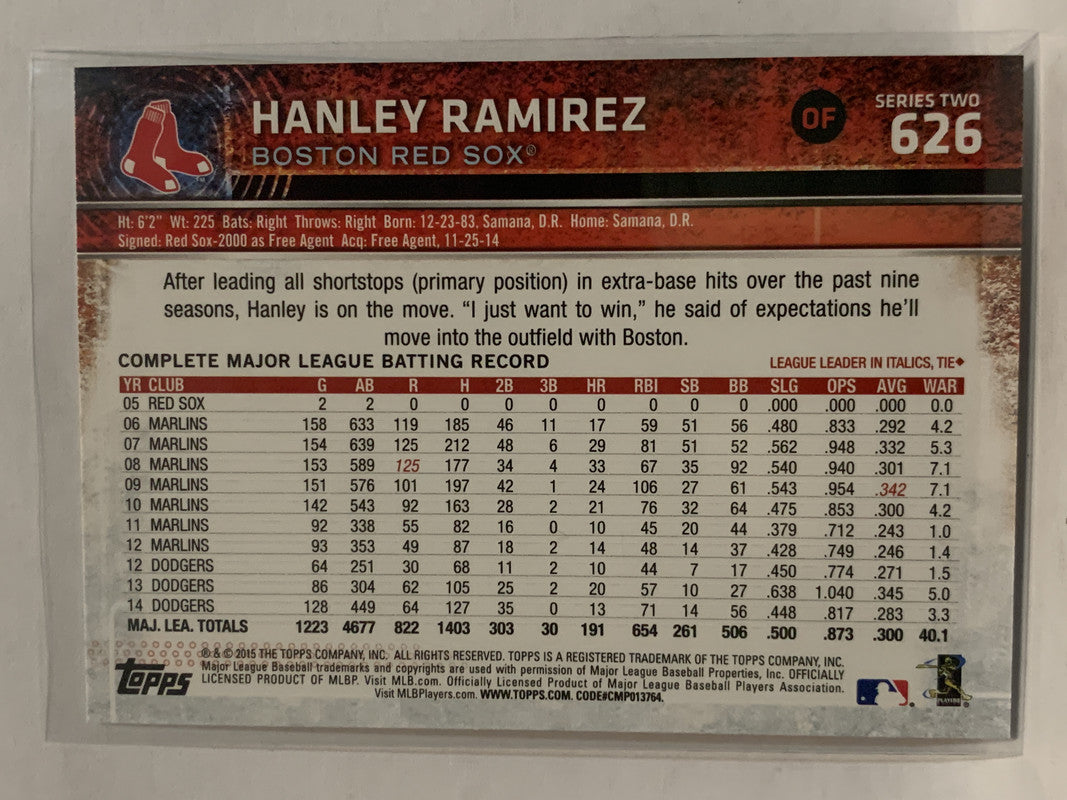 HANLEY RAMIREZ
BOSTON RED SOX®
OF
SERIES TWO
626
Ht: 6'2" Wt: 225 Bats: Right Throws: Right Born: 12-23-83, Samana, D.R. Home: Samana, D.R.
Signed: Red Sox-2000 as Free Agent Acq: Free Agent, 11-25-14
After leading all shortstops (primary position) in extra-base hits over the past nine
seasons, Hanley is on the move. “I just want to win,” he said of expectations he'll
move into the outfield with Boston.
COMPLETE MAJOR LEAGUE BATTING RECORD
LEAGUE LEADER IN ITALICS, TIE◆
YR CLUB G AB R H 2B 3B HR RBI SB BB SLG OPS AVG WAR
05 RED SOX 2 2 0 0 0 0 0 0 0 0 .000 .000 .000 0.0
06 MARLINS 158 633 119 185 46 11 17 59 51 56 .480 .833 .292 4.2
07 MARLINS 154 639 125 212 48 6 29 81 51 52 .562 .948 .332 5.3
08 MARLINS 153 589 125 177 34 4 33 67 35 92 .540 .940 .301 7.1
09 MARLINS 151 576 101 197 42 1 24 106 27 61 .543 .954 .342 7.1
10 MARLINS 142 543 92 163 28 2 21 76 32 64 .475 .853 .300 4.2
11 MARLINS 92 338 55 82 16 0 10 45 20 44 .379 .712 .243 1.0
12 MARLINS 93 353 49 87 18 2 14 48 14 37 .428 .749 .246 1.4
12 DODGERS 64 251 30 68 11 2 10 44 7 17 .450 .774 .271 1.5
13 DODGERS 86 304 62 105 25 2 20 57 10 27 .638 1.040 .345 5.0
14 DODGERS 128 449 64 127 35 0 13 71 14 56 .448 .817 .283 3.3
MAJ. LEA. TOTALS 1223 4677 822 1403 303 30 191 654 261 506 .500 .873 .300 40.1
TOPPS
® & © 2015 THE TOPPS COMPANY, INC. ALL RIGHTS RESERVED. TOPPS IS A REGISTERED TRADEMARK OF THE TOPPS COMPANY, INC.
Major League Baseball trademarks and copyrights are used with permission of Major League Baseball Properties, Inc. OFFICIALLY
LICENSED PRODUCT OF MLBP. Visit MLB.com. Officially Licensed Product of Major League Baseball Players Association.
Visit MLBPlayers.com. WWW.TOPPS.COM. CODE#CMP013764.